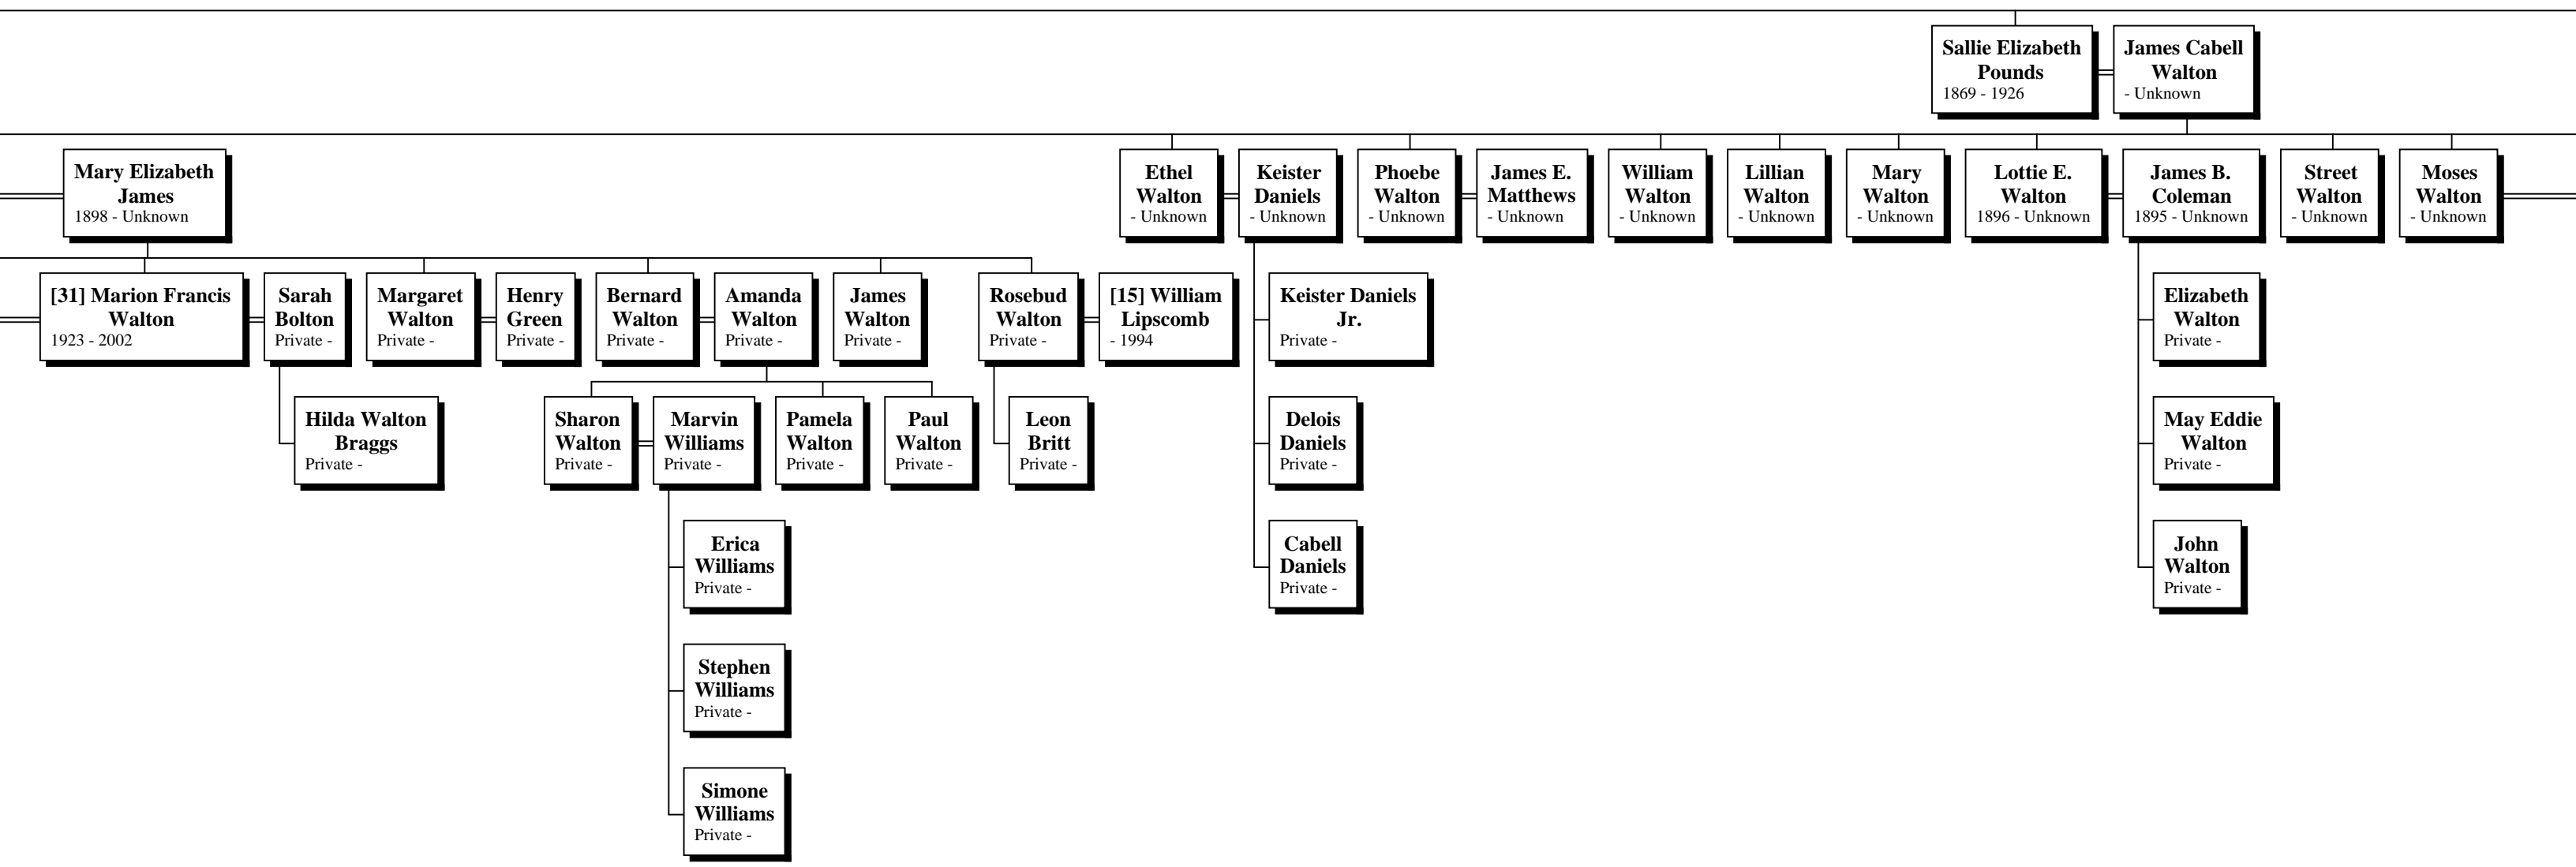 Sallie Elizabeth
Pounds
1869 - 1926
James Cabell
Walton
- Unknown
Mary Elizabeth
James
1898 - Unknown
Ethel
Walton
- Unknown
Keister
Daniels
- Unknown
Phoebe
Walton
- Unknown
James E.
Matthews
- Unknown
William
Walton
- Unknown
Lillian
Walton
- Unknown
Mary
Walton
- Unknown
Lottie E.
Walton
1896 - Unknown
James B.
Coleman
1895 - Unknown
Street
Walton
- Unknown
Moses
Walton
- Unknown
[31] Marion Francis
Walton
1923 - 2002
Sarah
Bolton
Private -
Margaret
Walton
Private -
Henry
Green
Private -
Bernard
Walton
Private -
Amanda
Walton
Private -
James
Walton
Private -
Rosebud
Walton
Private -
[15] William
Lipscomb
- 1994
Keister Daniels
Jr.
Private -
Elizabeth
Walton
Private -
Hilda Walton
Braggs
Private -
Sharon
Walton
Private -
Marvin
Williams
Private -
Pamela
Walton
Private -
Paul
Walton
Private -
Leon
Britt
Private -
Delois
Daniels
Private -
May Eddie
Walton
Private -
Erica
Williams
Private -
Cabell
Daniels
Private -
John
Walton
Private -
Stephen
Williams
Private -
Simone
Williams
Private -